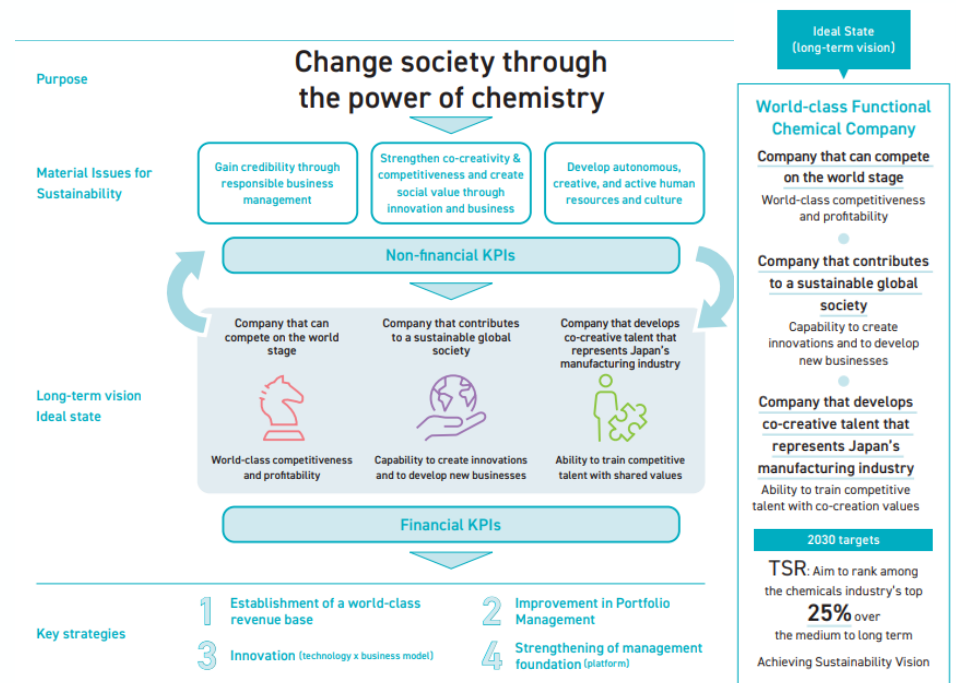 Purpose
Change society through
the power of chemistry
Material Issues for
Sustainability
Gain credibility through
responsible business
management
Strengthen co-creativity &
competitiveness and create
social value through
innovation and business
Develop autonomous,
creative, and active human
resources and culture
Non-financial KPIs
Long-term vision
Ideal state
Company that can
compete on the world
stage
World-class competitiveness
and profitability
Company that contributes
to a sustainable global
society
Capability to create innovations
and to develop new businesses
Company that develops
co-creative talent that
represents Japan's
manufacturing industry
Ability to train competitive
talent with shared values
Financial KPIs
Key strategies
1 Establishment of a world-class
revenue base
2 Improvement in Portfolio
Management
3 Innovation (technology x business model)
4 Strengthening of management
foundation (platform)
Ideal State
(long-term vision)
World-class Functional
Chemical Company
Company that can compete
on the world stage
World-class competitiveness
and profitability
Company that contributes
to a sustainable global
society
Capability to create
innovations and to develop
new businesses
Company that develops
co-creative talent that
represents Japan's
manufacturing industry
Ability to train competitive
talent with co-creation values
2030 targets
TSR: Aim to rank among
the chemicals industry's top
25% over
the medium to long term
Achieving Sustainability Vision